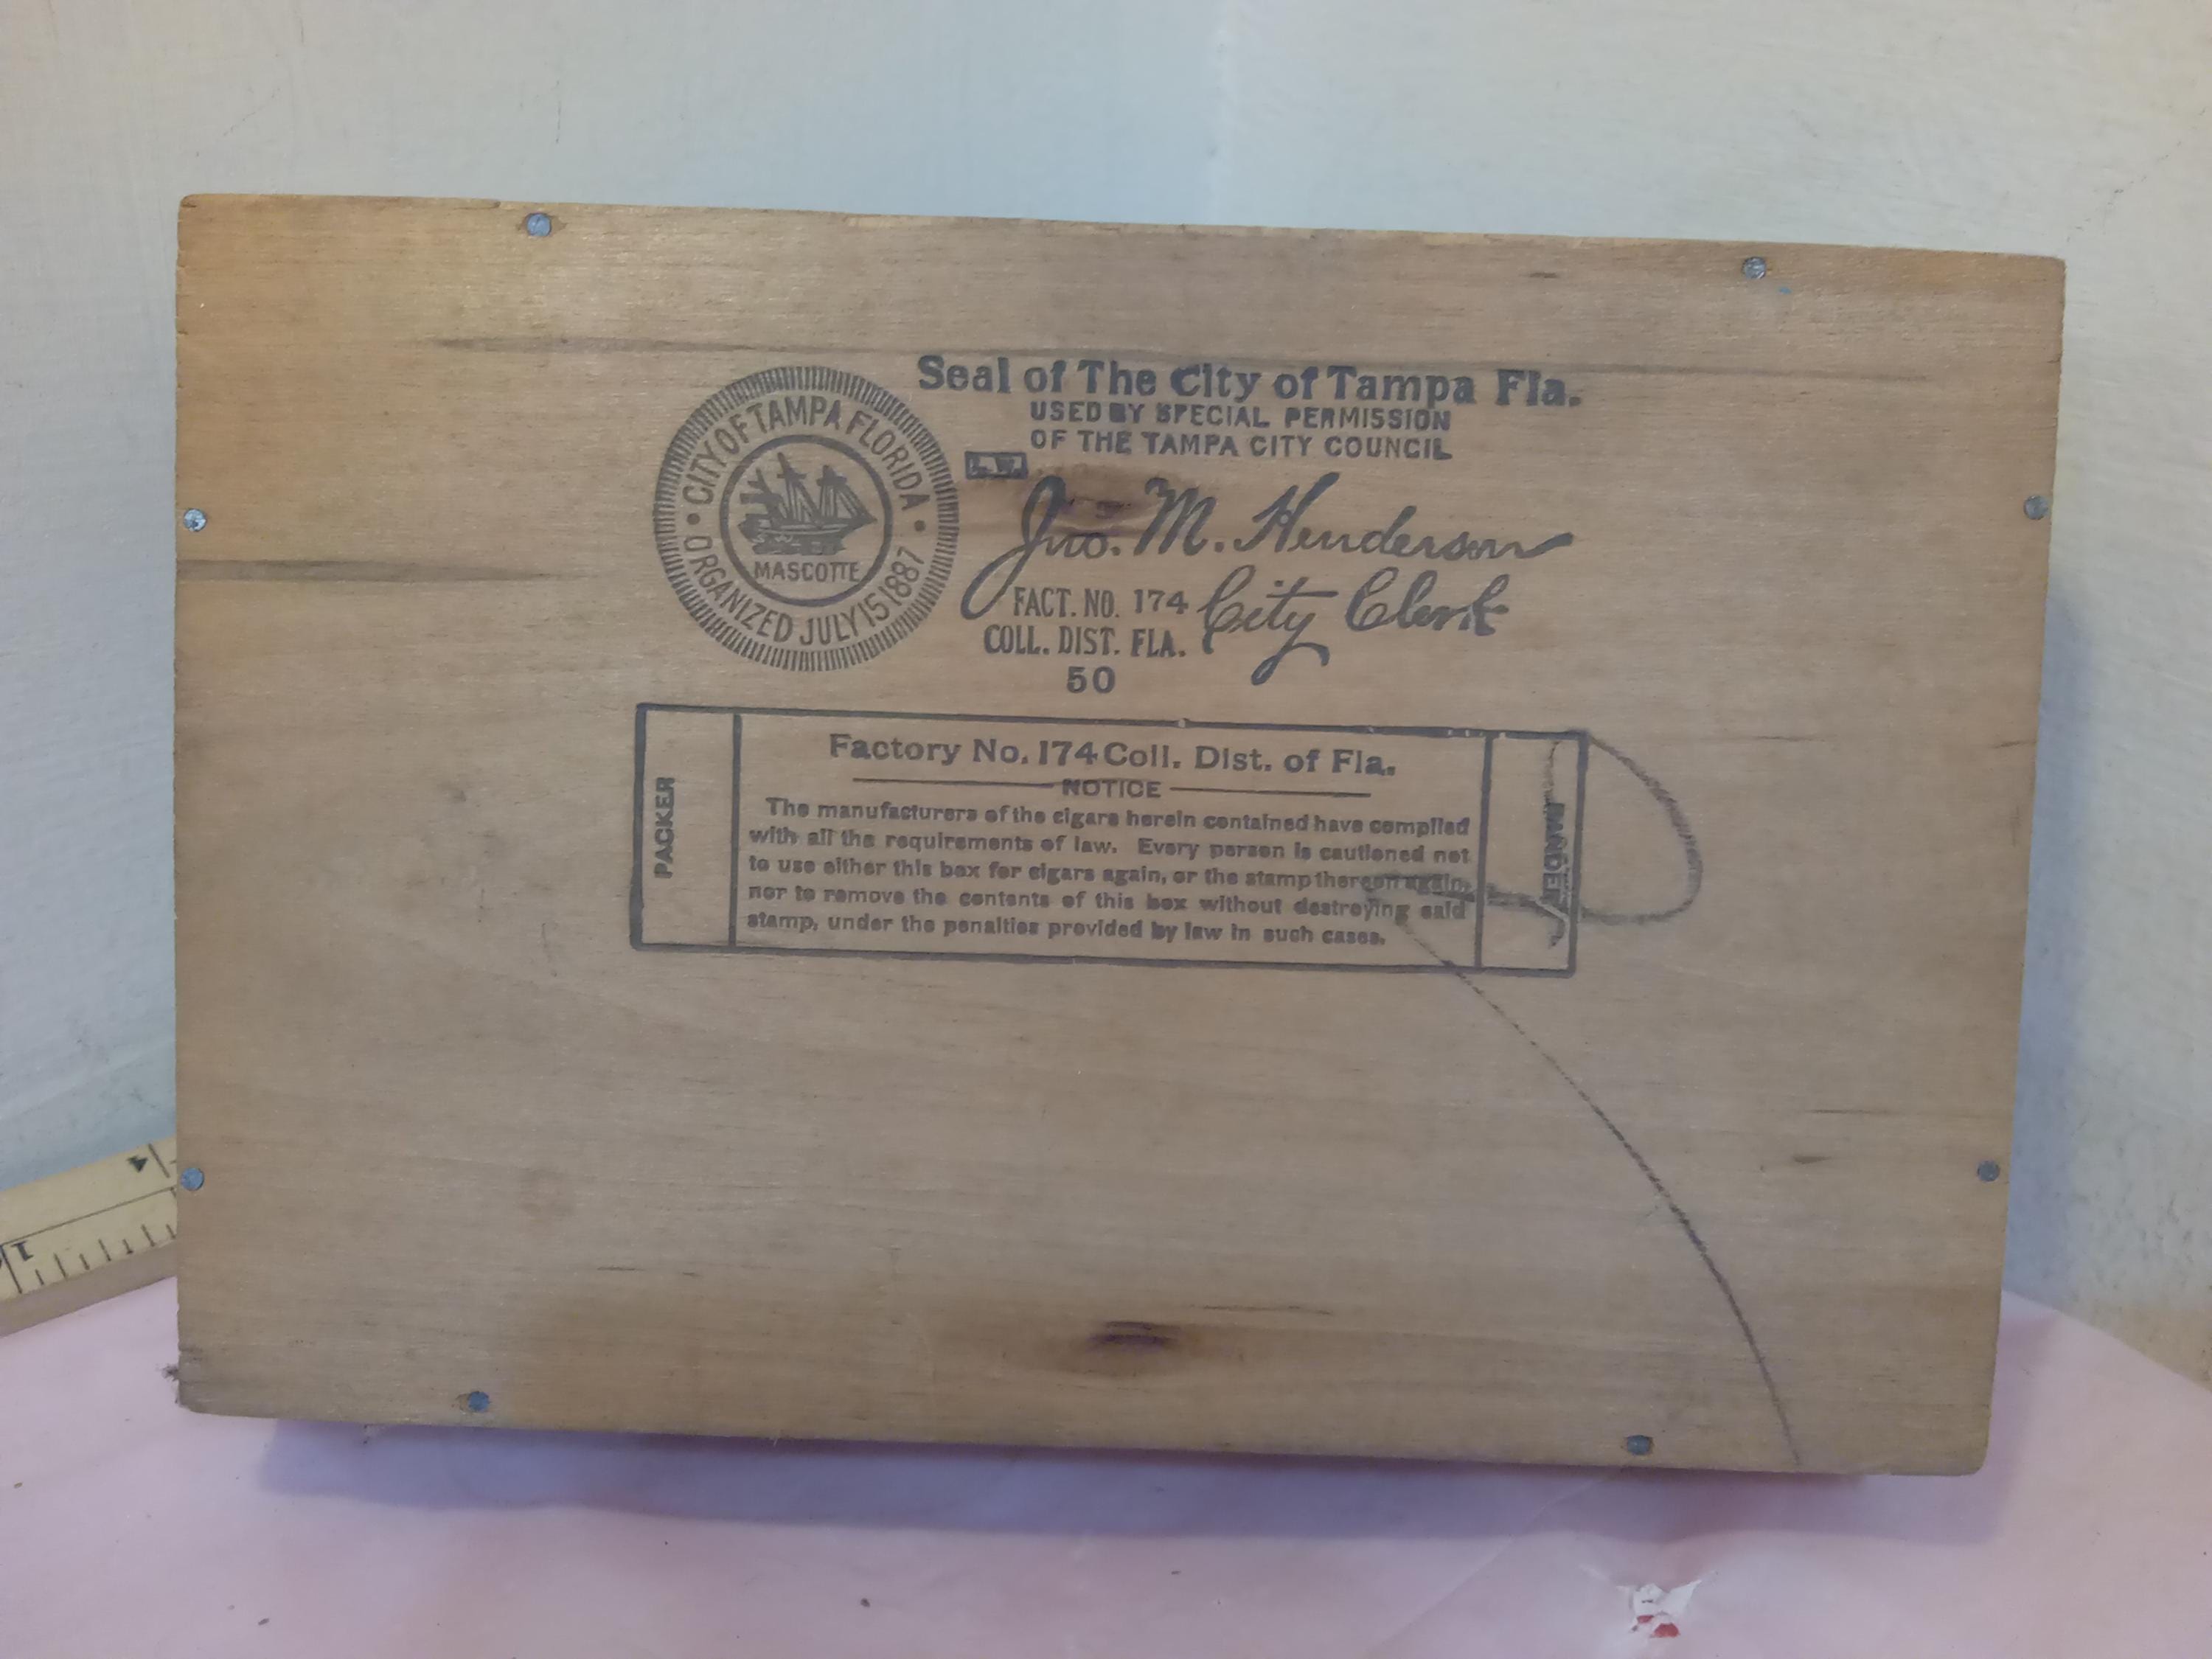 Seal of The City of Tampa Fla.
USED BY SPECIAL PERMISSION
OF THE TAMPA CITY COUNCIL
L.W.
CITY OF TAMPA FLORIDA
MASCOTTE
ORGANIZED JULY 15 1887
Jno. M. Henderson
City Clerk
FACT. NO. 174
COLL. DIST. FLA.
50
PACKER
Factory No. 174 Coll. Dist. of Fla.
NOTICE
The manufacturers of the cigars herein contained have complied
with all the requirements of law. Every person is cautioned not
to use either this box for cigars again, or the stamp thereon again,
nor to remove the contents of this box without destroying said
stamp, under the penalties provided by law in such cases.
BANDER
1
4